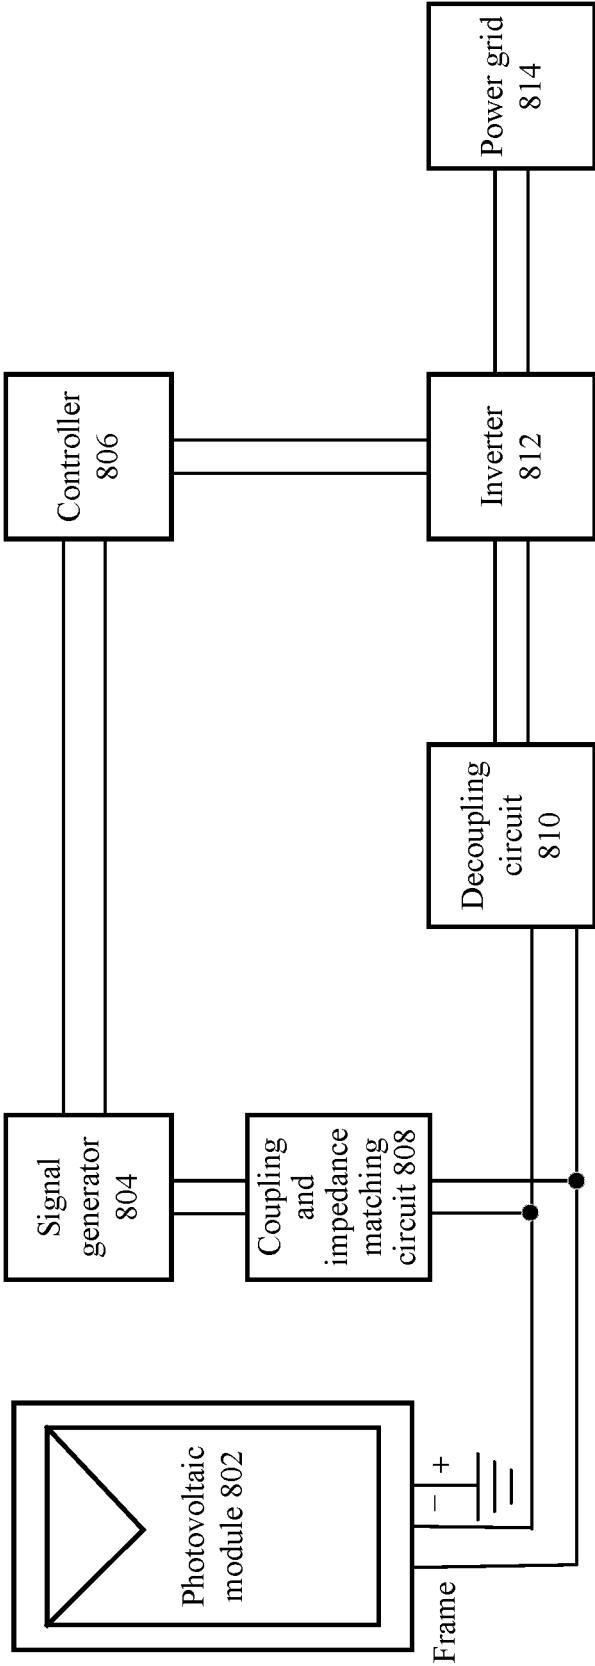 Photovoltaic
module 802
Frame
− +
Signal
generator
804
Coupling
and
impedance
matching
circuit 808
Controller
806
Decoupling
circuit
810
Inverter
812
Power grid
814